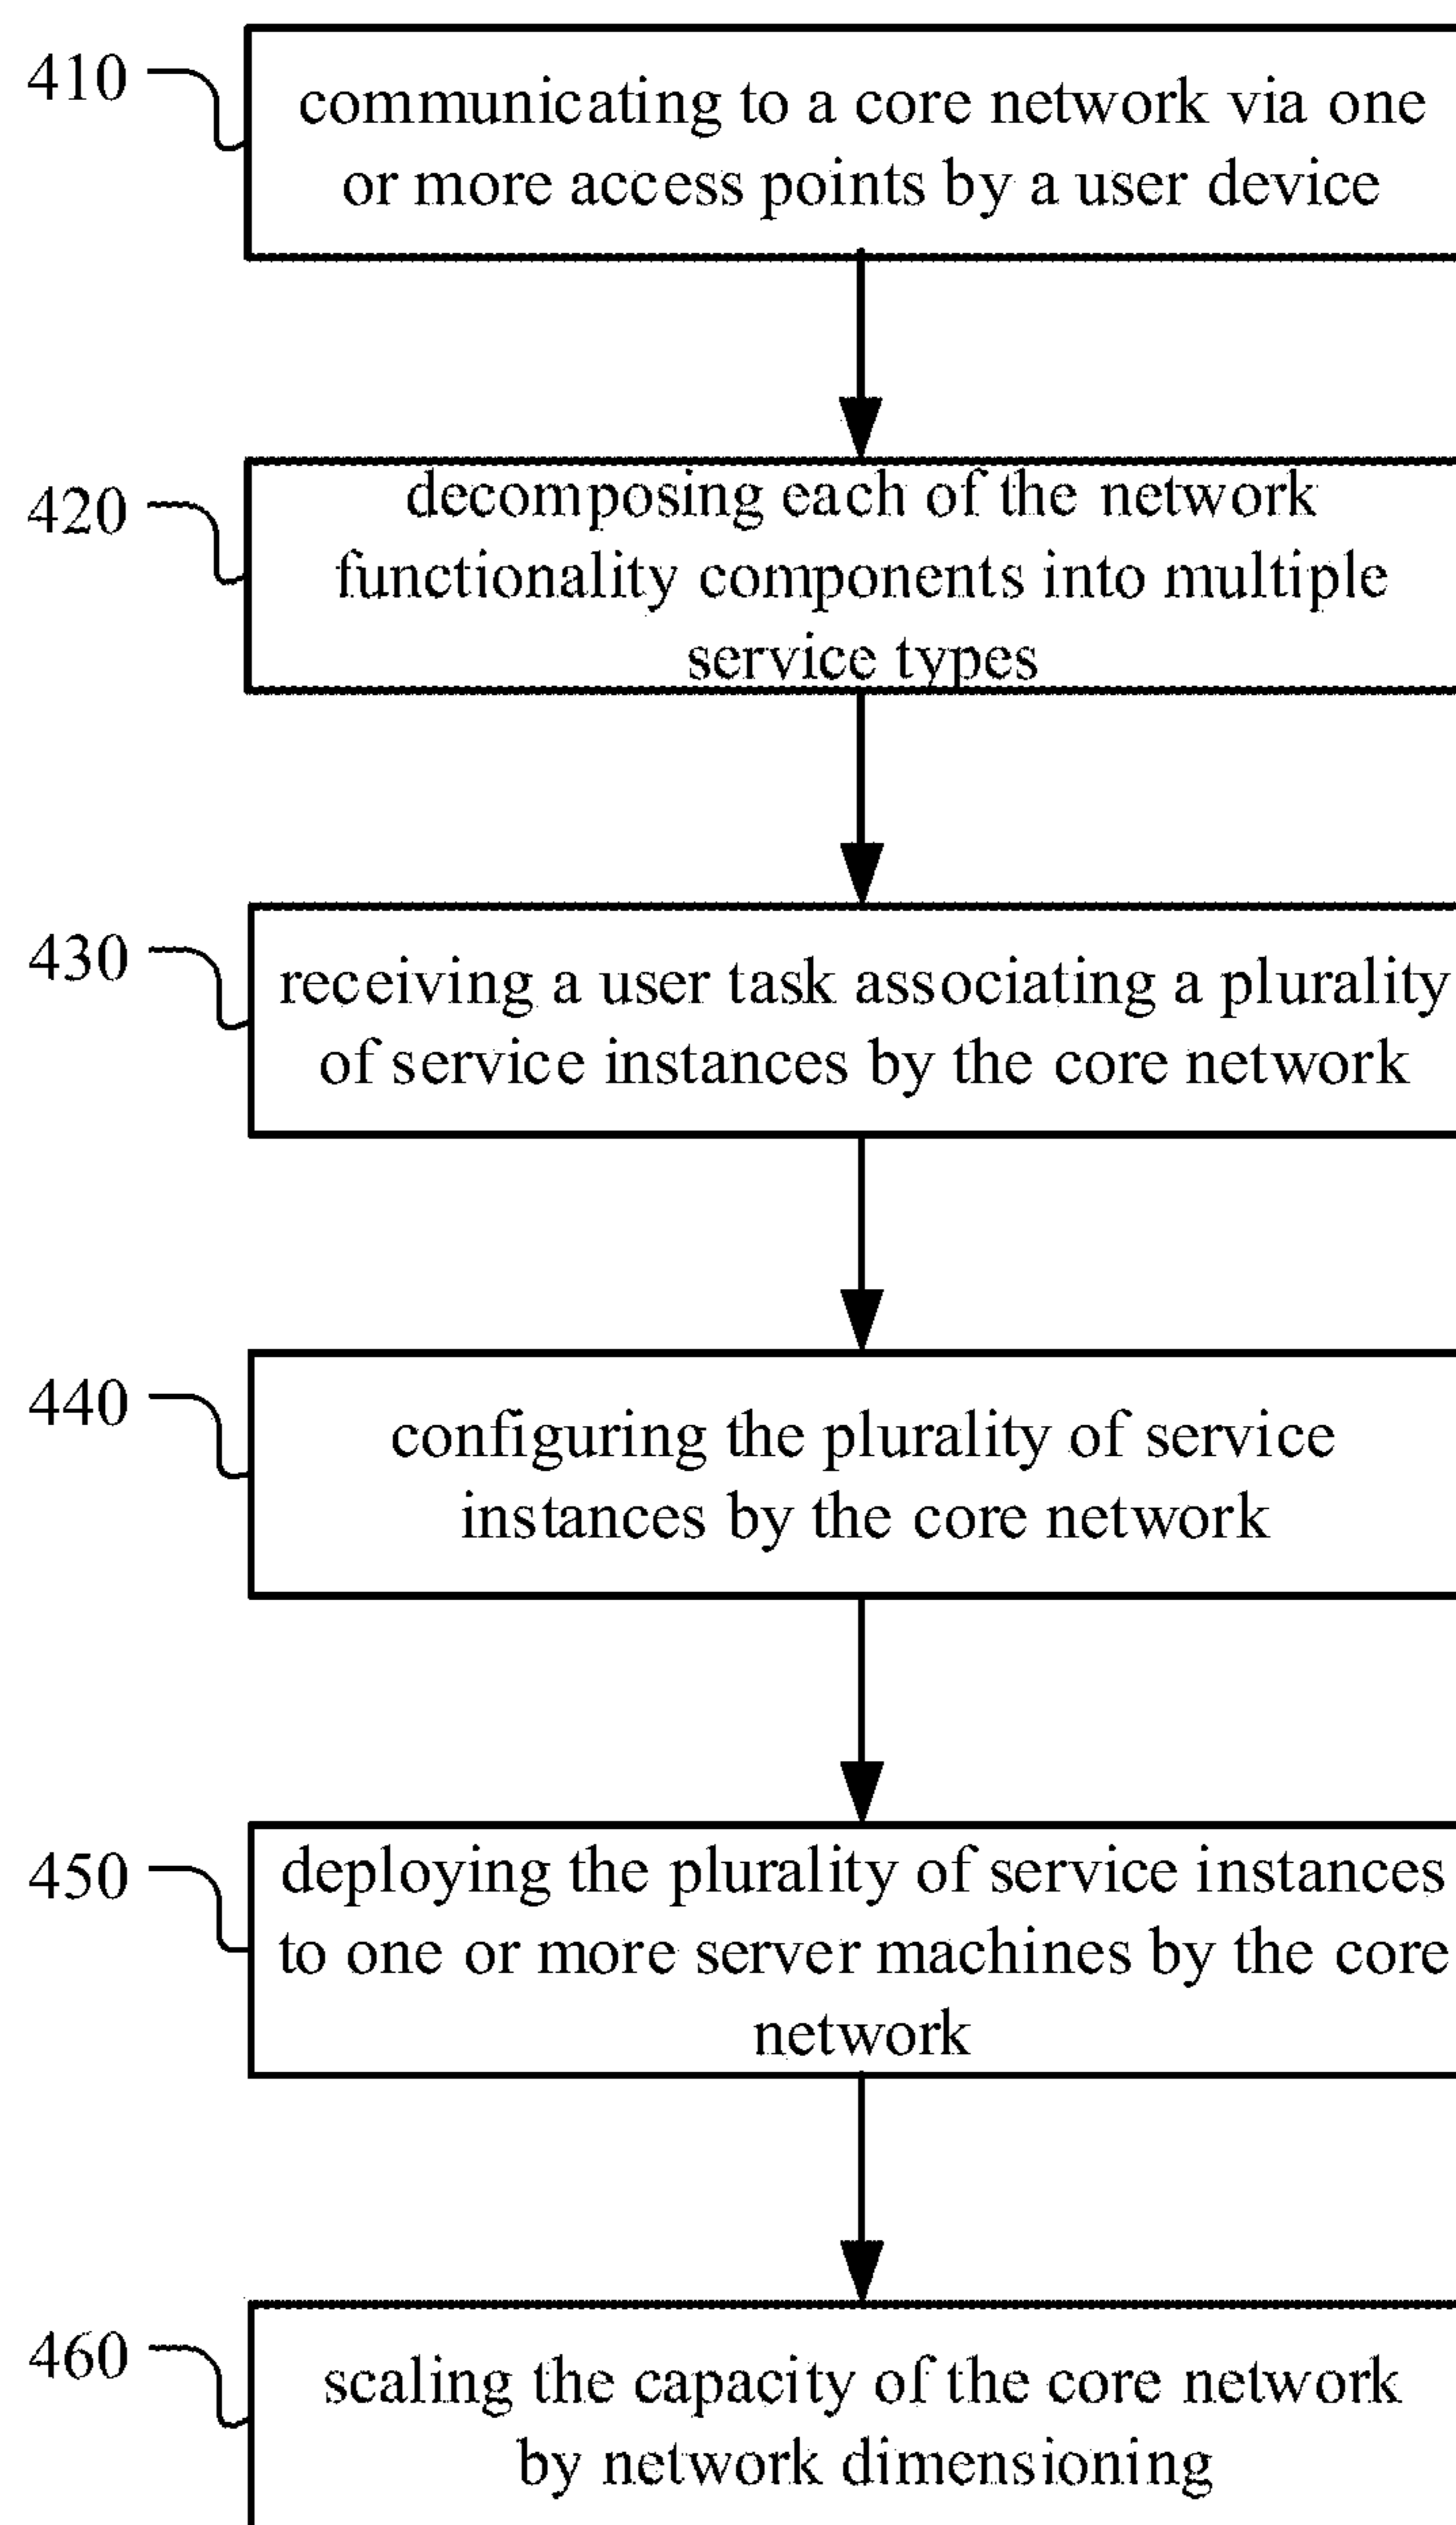 410
communicating to a core network via one
or more access points by a user device
420
decomposing each of the network
functionality components into multiple
service types
430
receiving a user task associating a plurality
of service instances by the core network
440
configuring the plurality of service
instances by the core network
450
deploying the plurality of service instances
to one or more server machines by the core
network
460
scaling the capacity of the core network
by network dimensioning